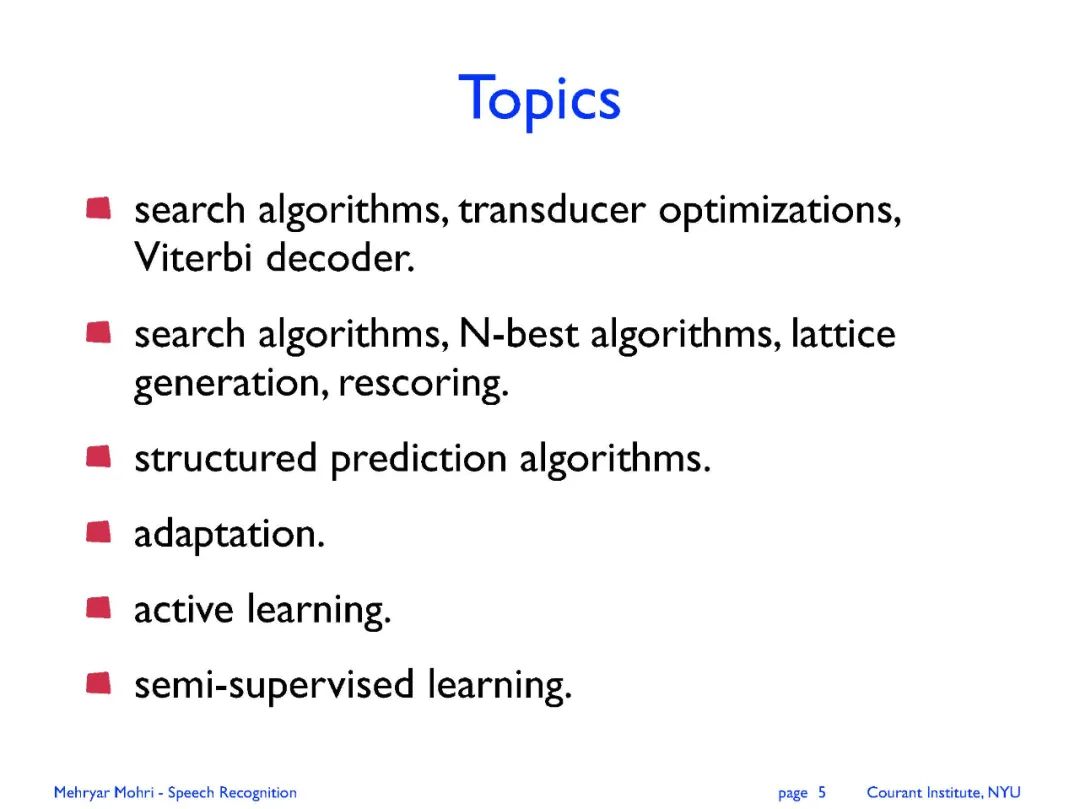 Topics
search algorithms, transducer optimizations,
Viterbi decoder.
search algorithms, N-best algorithms, lattice
generation, rescoring.
structured prediction algorithms.
adaptation.
active learning.
semi-supervised learning.
Mehryar Mohri - Speech Recognition page 5 Courant Institute, NYU